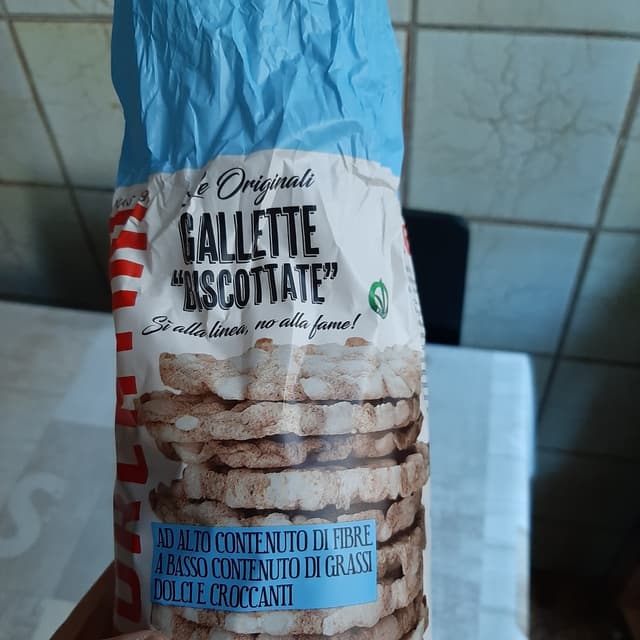 Le Originali
GALLETTE
"BISCOTTATE"
Si alla linea, no alla fame!
AD ALTO CONTENUTO DI FIBRE
A BASSO CONTENUTO DI GRASSI
DOLCI E CROCCANTI